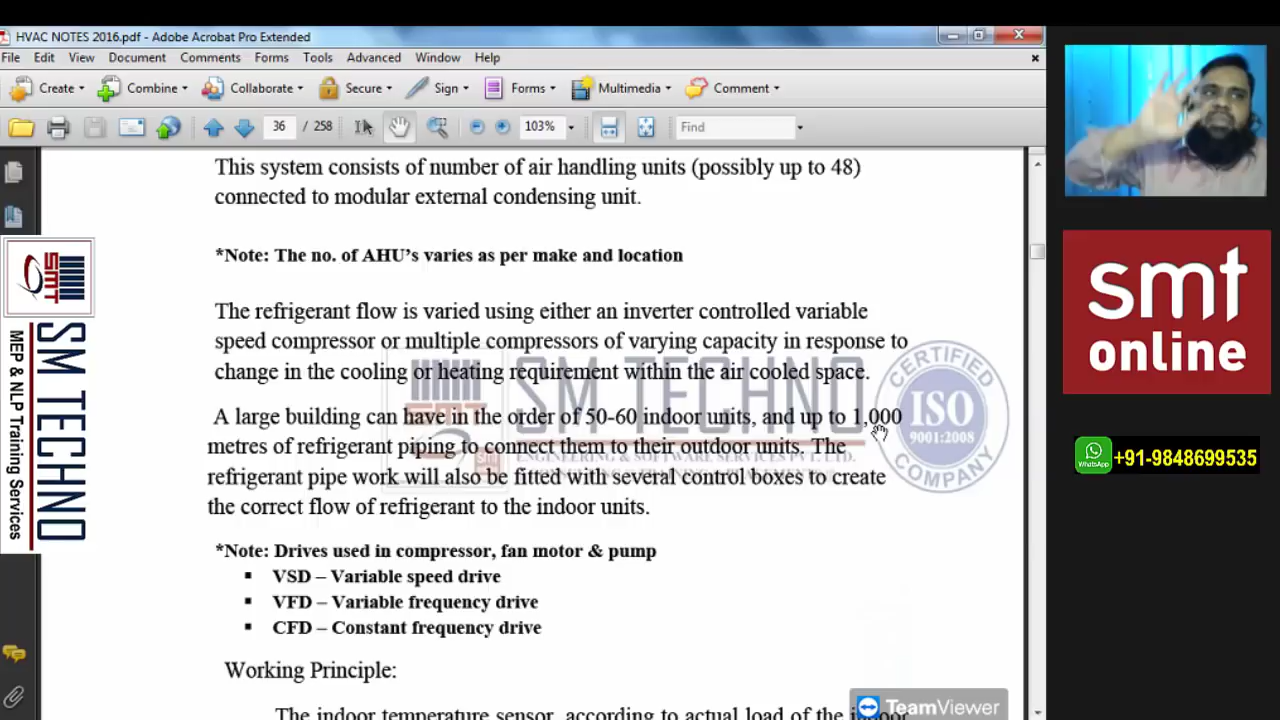 HVAC NOTES 2016.pdf - Adobe Acrobat Pro Extended
File Edit View Document Comments Forms Tools Advanced Window Help
Create Combine Collaborate Secure Sign Forms Multimedia Comment
36 / 258 103% Find
This system consists of number of air handling units (possibly up to 48)
connected to modular external condensing unit.
*Note: The no. of AHU's varies as per make and location
The refrigerant flow is varied using either an inverter controlled variable
speed compressor or multiple compressors of varying capacity in response to
change in the cooling or heating requirement within the air cooled space.
A large building can have in the order of 50-60 indoor units, and up to 1,000
metres of refrigerant piping to connect them to their outdoor units. The
refrigerant pipe work will also be fitted with several control boxes to create
the correct flow of refrigerant to the indoor units.
*Note: Drives used in compressor, fan motor & pump
▪ VSD – Variable speed drive
▪ VFD – Variable frequency drive
▪ CFD – Constant frequency drive
Working Principle:
The indoor temperature sensor, according to actual load of the indoor
SMT
SM TECHNO
MEP & NLP Training Services
SM TECHNO
CERTIFIED
ISO
9001:2008
COMPANY
smt
online
WhatsApp +91-9848699535
TeamViewer